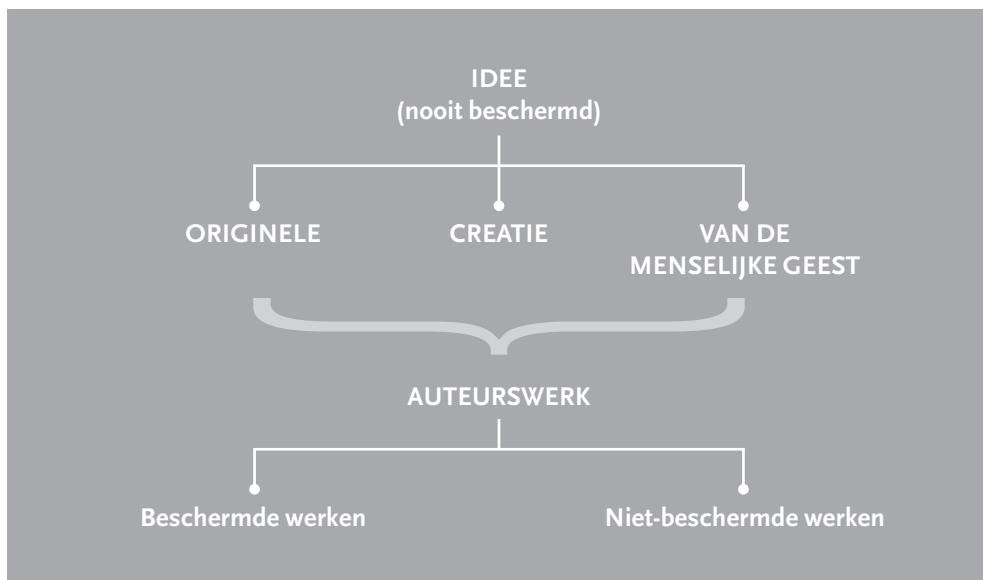 IDEE
(nooit beschermd)
ORIGINELE
CREATIE
VAN DE
MENSELIJKE GEEST
AUTEURSWERK
Beschermde werken
Niet-beschermde werken